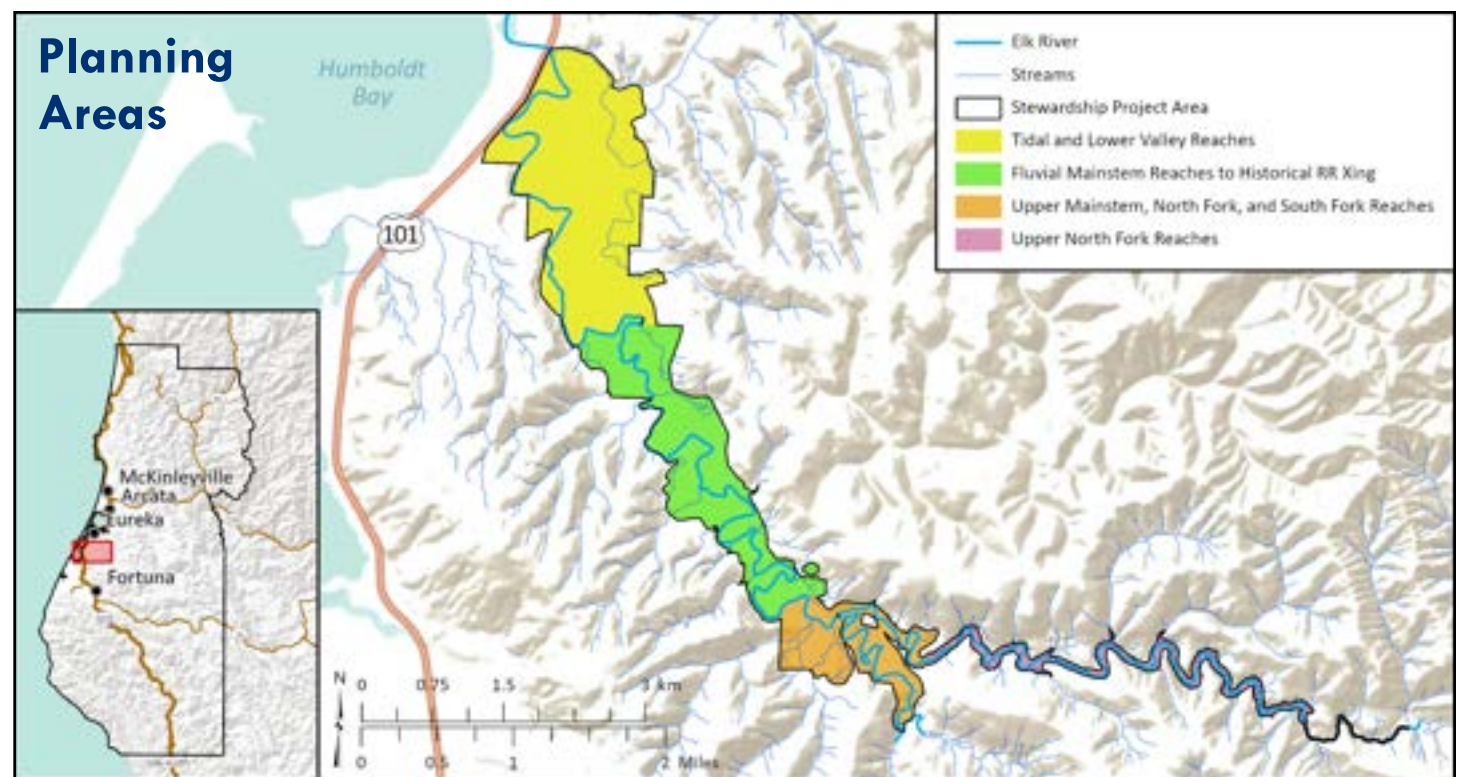 Planning
Areas
Humboldt
Bay
101
Elk River
Streams
Stewardship Project Area
Tidal and Lower Valley Reaches
Fluvial Mainstem Reaches to Historical RR Xing
Upper Mainstem, North Fork, and South Fork Reaches
Upper North Fork Reaches
McKinleyville
Arcata
Eureka
Fortuna
N
0 0.75 1.5 3 km
0 0.5 1 2 Miles